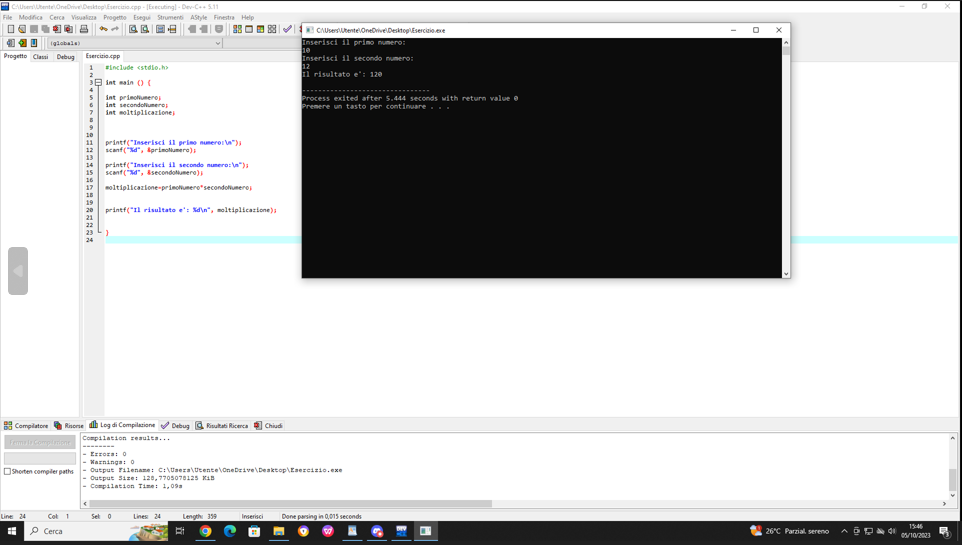 C:\Users\Utente\OneDrive\Desktop\Esercizio.cpp - [Executing] - Dev-C++ 5.11
File Modifica Cerca Visualizza Progetto Esegui Strumenti AStyle Finestra Help
(globals)
Progetto Classi Debug
Esercizio.cpp
1 #include <stdio.h>
2
3 int main () {
4
5 int primoNumero;
6 int secondoNumero;
7 int moltiplicazione;
8
9
10
11 printf("Inserisci il primo numero:\n");
12 scanf("%d", &primoNumero);
13
14 printf("Inserisci il secondo numero:\n");
15 scanf("%d", &secondoNumero);
16
17 moltiplicazione=primoNumero*secondoNumero;
18
19
20 printf("Il risultato e': %d\n", moltiplicazione);
21
22
23 }
24
C:\Users\Utente\OneDrive\Desktop\Esercizio.exe
Inserisci il primo numero:
10
Inserisci il secondo numero:
12
Il risultato e': 120
--------------------------------
Process exited after 5.444 seconds with return value 0
Premere un tasto per continuare . . .
Compilatore Risorse Log di Compilazione Debug Risultati Ricerca Chiudi
Shorten compiler paths
Compilation results...
--------
- Errors: 0
- Warnings: 0
- Output Filename: C:\Users\Utente\OneDrive\Desktop\Esercizio.exe
- Output Size: 128,7705078125 KiB
- Compilation Time: 1,09s
Line: 24 Col: 1 Sel: 0 Lines: 24 Length: 359 Inserisci Done parsing in 0,015 seconds
Cerca
26°C Parzial. sereno
15:46
05/10/2023
3